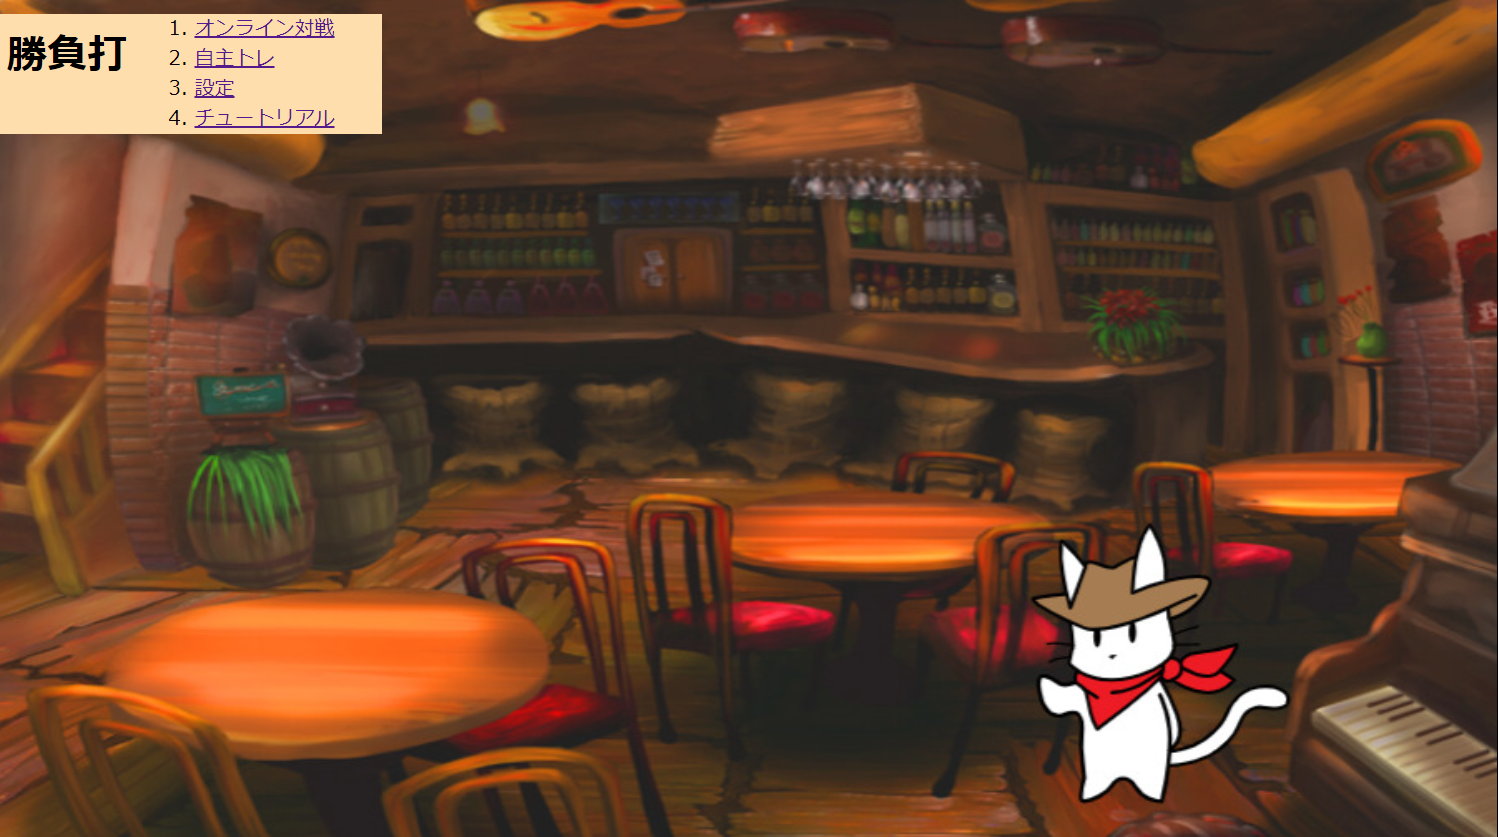 勝負打
1. オンライン対戦
2. 自主トレ
3. 設定
4. チュートリアル